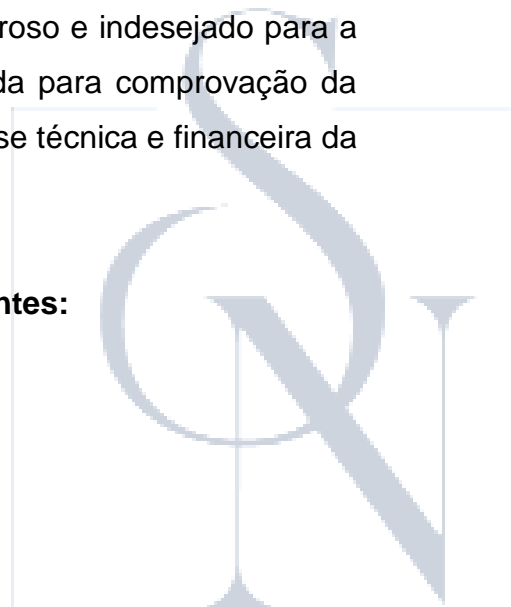 roso e indesejado para a
da para comprovação da
se técnica e financeira da
ntes: